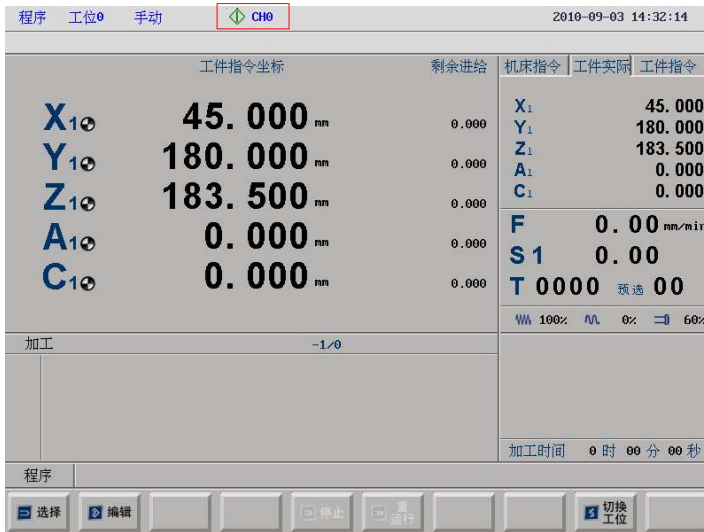 程序 工位0 手动 CH0 2010-09-03 14:32:14
工件指令坐标 剩余进给 机床指令 工件实际 工件指令
X1 45.000 mm 0.000
Y1 180.000 mm 0.000
Z1 183.500 mm 0.000
A1 0.000 mm 0.000
C1 0.000 mm 0.000
X1 45.000
Y1 180.000
Z1 183.500
A1 0.000
C1 0.000
F 0.00 mm/min
S1 0.00
T 0000 预选 00
100% 0% 60%
加工 -1/0
加工时间 0 时 00 分 00 秒
程序
选择 编辑 停止 重运行 切换工位